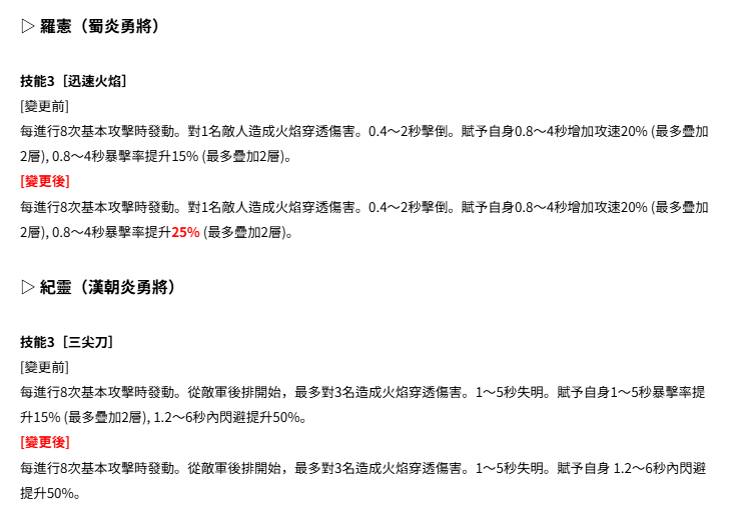 ▷ 羅憲（蜀炎勇將）
技能3［迅速火焰］
[變更前]
每進行8次基本攻擊時發動。對1名敵人造成火焰穿透傷害。0.4～2秒擊倒。賦予自身0.8～4秒增加攻速20% (最多疊加
2層), 0.8～4秒暴擊率提升15% (最多疊加2層)。
[變更後]
每進行8次基本攻擊時發動。對1名敵人造成火焰穿透傷害。0.4～2秒擊倒。賦予自身0.8～4秒增加攻速20% (最多疊加
2層), 0.8～4秒暴擊率提升25% (最多疊加2層)。
▷ 紀靈（漢朝炎勇將）
技能3［三尖刀］
[變更前]
每進行8次基本攻擊時發動。從敵軍後排開始，最多對3名造成火焰穿透傷害。1～5秒失明。賦予自身1～5秒暴擊率提
升15% (最多疊加2層), 1.2～6秒內閃避提升50%。
[變更後]
每進行8次基本攻擊時發動。從敵軍後排開始，最多對3名造成火焰穿透傷害。1～5秒失明。賦予自身 1.2～6秒內閃避
提升50%。